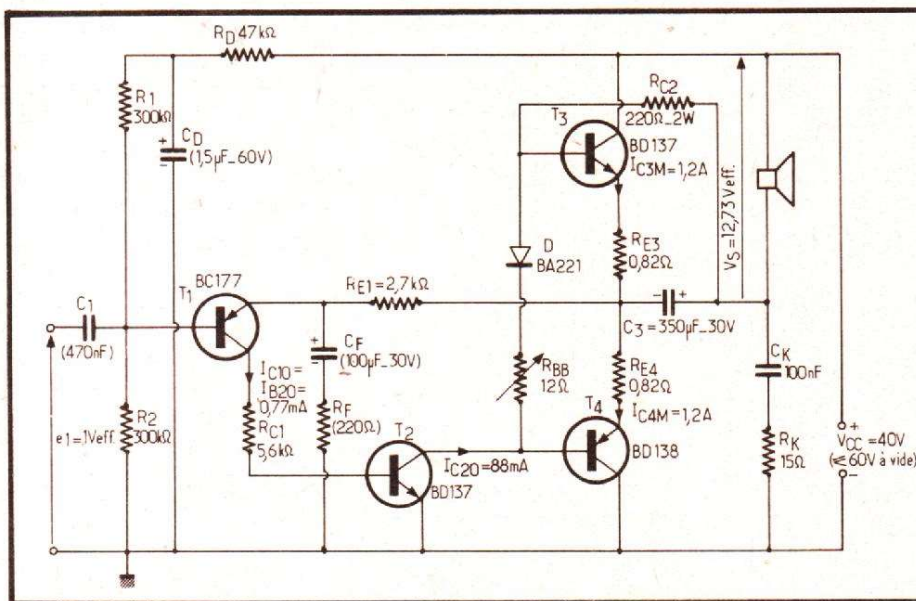 RD 47kΩ
R1
300kΩ
CD
(1,5µF_60V)
RC2
220Ω_2W
T3
BD137
IC3M=1,2A
VS=12,73Veff.
D
BA221
RE3
0,82Ω
BC177
T1
RE1=2,7kΩ
C1
(470nF)
C3=350µF_30V
CF
(100µF_30V)
IC10=
IB20=
0,77mA
RC1
5,6kΩ
RBB
12Ω
RE4
0,82Ω
CK
100nF
e1=1Veff.
R2
300kΩ
RF
(220Ω)
T2
T4
IC4M=1,2A
IC20=88mA
BD137
BD138
RK
15Ω
VCC=40V
(≤60V à vide)